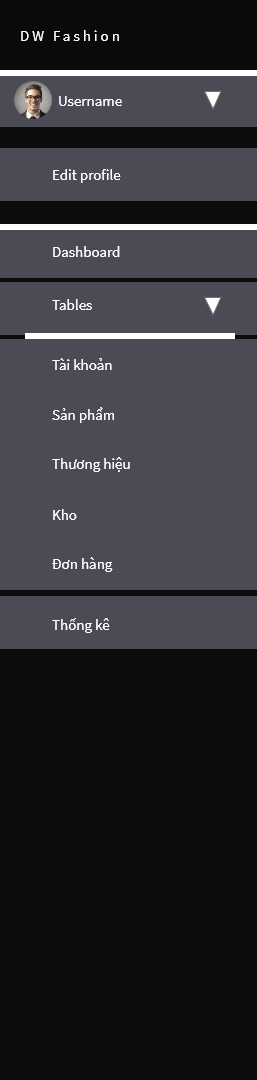 DW Fashion
Username
Edit profile
Dashboard
Tables
Tài khoản
Sản phẩm
Thương hiệu
Kho
Đơn hàng
Thống kê